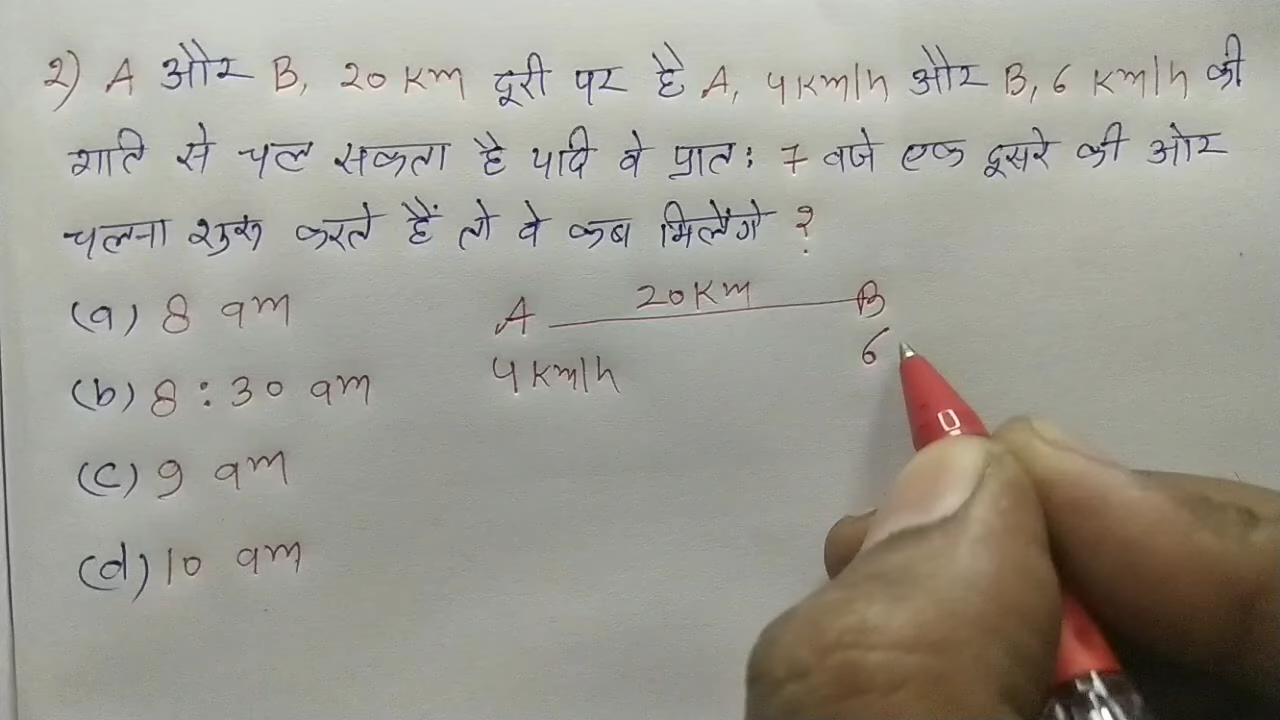 2) A और B, 20 Km दूरी पर है A, 4 Km/h और B, 6 Km/h की
गति से चल सकता है यदि वे प्रातः 7 बजे एक दूसरे की ओर
चलना शुरू करते हैं तो वे कब मिलेंगे ?
(a) 8 am
(b) 8 : 30 am
(c) 9 am
(d) 10 am
A 20 Km B
4 Km/h 6